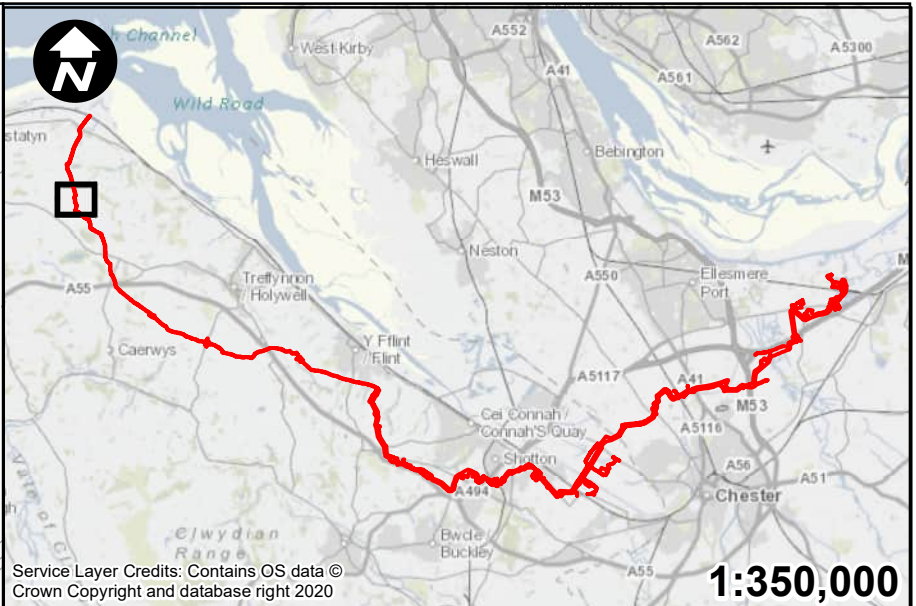 A552
A562
A5300
Channel
West Kirby
A41
A561
N
Wild Road
statyn
Heswall
Bebington
M53
Neston
A550
Ellesmere
Port
Treffynnon
/ Holywell
A55
Caerwys
Y Fflint
/ Flint
A5117
A41
M53
Cei Connah /
Connah'S Quay
A5116
Shotton
A56
A51
A494
Chester
Clwydian
Range
Bwcle
Buckley
A55
Service Layer Credits: Contains OS data ©
Crown Copyright and database right 2020
1:350,000